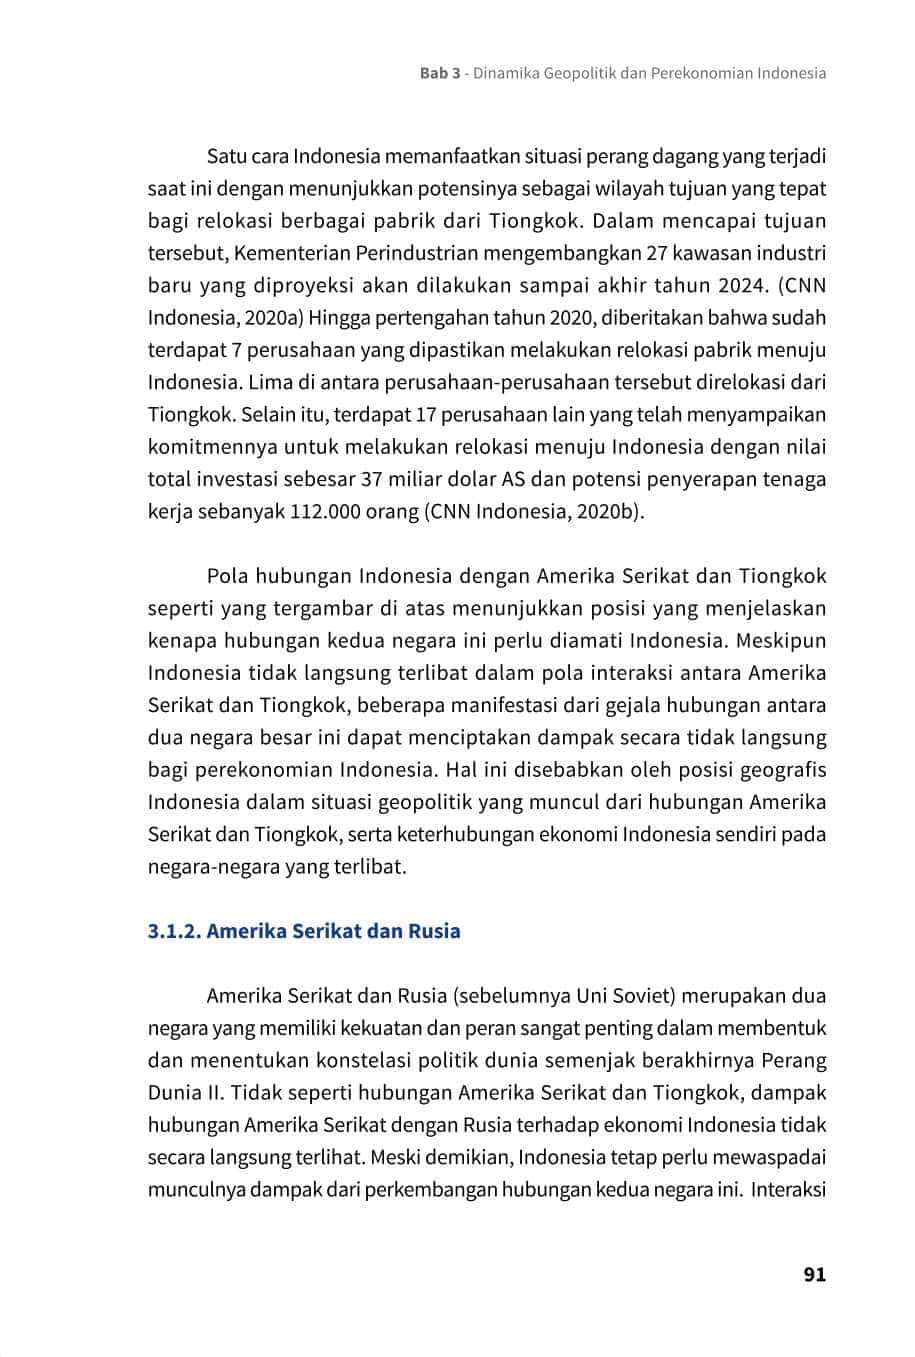 Bab 3 - Dinamika Geopolitik dan Perekonomian Indonesia
Satu cara Indonesia memanfaatkan situasi perang dagang yang terjadi
saat ini dengan menunjukkan potensinya sebagai wilayah tujuan yang tepat
bagi relokasi berbagai pabrik dari Tiongkok. Dalam mencapai tujuan
tersebut, Kementerian Perindustrian mengembangkan 27 kawasan industri
baru yang diproyeksi akan dilakukan sampai akhir tahun 2024. (CNN
Indonesia, 2020a) Hingga pertengahan tahun 2020, diberitakan bahwa sudah
terdapat 7 perusahaan yang dipastikan melakukan relokasi pabrik menuju
Indonesia. Lima di antara perusahaan-perusahaan tersebut direlokasi dari
Tiongkok. Selain itu, terdapat 17 perusahaan lain yang telah menyampaikan
komitmennya untuk melakukan relokasi menuju Indonesia dengan nilai
total investasi sebesar 37 miliar dolar AS dan potensi penyerapan tenaga
kerja sebanyak 112.000 orang (CNN Indonesia, 2020b).
Pola hubungan Indonesia dengan Amerika Serikat dan Tiongkok
seperti yang tergambar di atas menunjukkan posisi yang menjelaskan
kenapa hubungan kedua negara ini perlu diamati Indonesia. Meskipun
Indonesia tidak langsung terlibat dalam pola interaksi antara Amerika
Serikat dan Tiongkok, beberapa manifestasi dari gejala hubungan antara
dua negara besar ini dapat menciptakan dampak secara tidak langsung
bagi perekonomian Indonesia. Hal ini disebabkan oleh posisi geografis
Indonesia dalam situasi geopolitik yang muncul dari hubungan Amerika
Serikat dan Tiongkok, serta keterhubungan ekonomi Indonesia sendiri pada
negara-negara yang terlibat.
3.1.2. Amerika Serikat dan Rusia
Amerika Serikat dan Rusia (sebelumnya Uni Soviet) merupakan dua
negara yang memiliki kekuatan dan peran sangat penting dalam membentuk
dan menentukan konstelasi politik dunia semenjak berakhirnya Perang
Dunia II. Tidak seperti hubungan Amerika Serikat dan Tiongkok, dampak
hubungan Amerika Serikat dengan Rusia terhadap ekonomi Indonesia tidak
secara langsung terlihat. Meski demikian, Indonesia tetap perlu mewaspadai
munculnya dampak dari perkembangan hubungan kedua negara ini. Interaksi
91